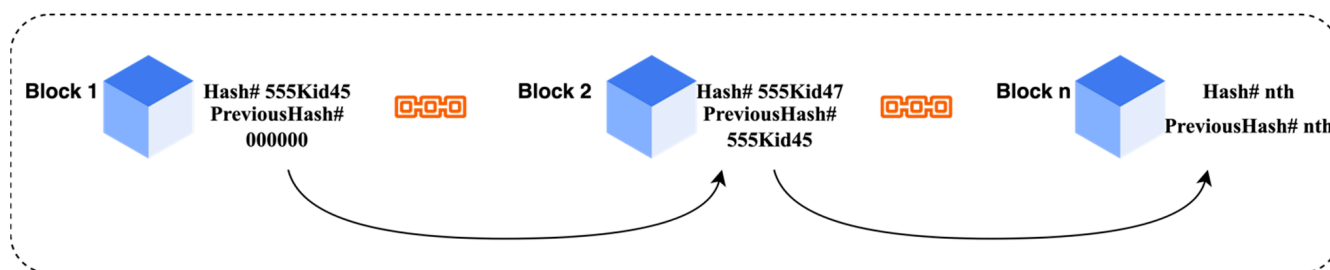 Block 1
Hash# 555Kid45
PreviousHash#
000000
Block 2
Hash# 555Kid47
PreviousHash#
555Kid45
Block n
Hash# nth
PreviousHash# nth